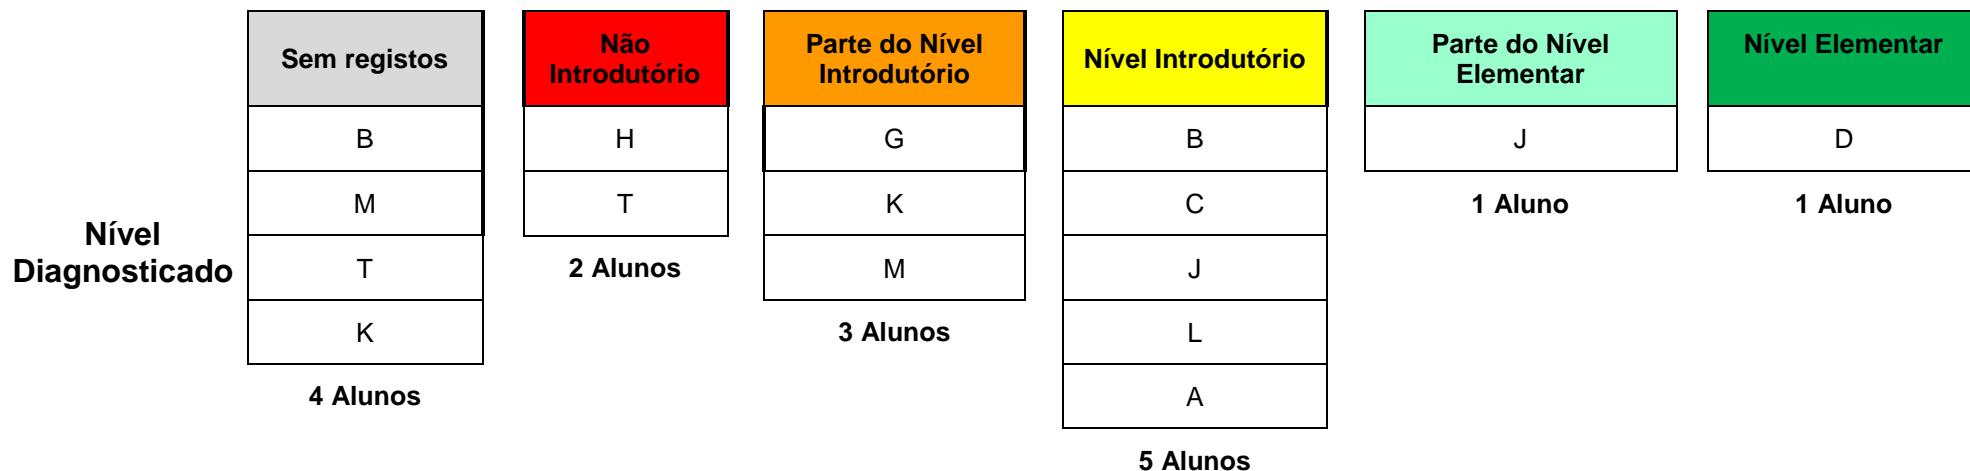 Nível
Diagnosticado
Sem registos
B
M
T
K
4 Alunos
Não
Introdutório
H
T
2 Alunos
Parte do Nível
Introdutório
G
K
M
3 Alunos
Nível Introdutório
B
C
J
L
A
5 Alunos
Parte do Nível
Elementar
J
1 Aluno
Nível Elementar
D
1 Aluno